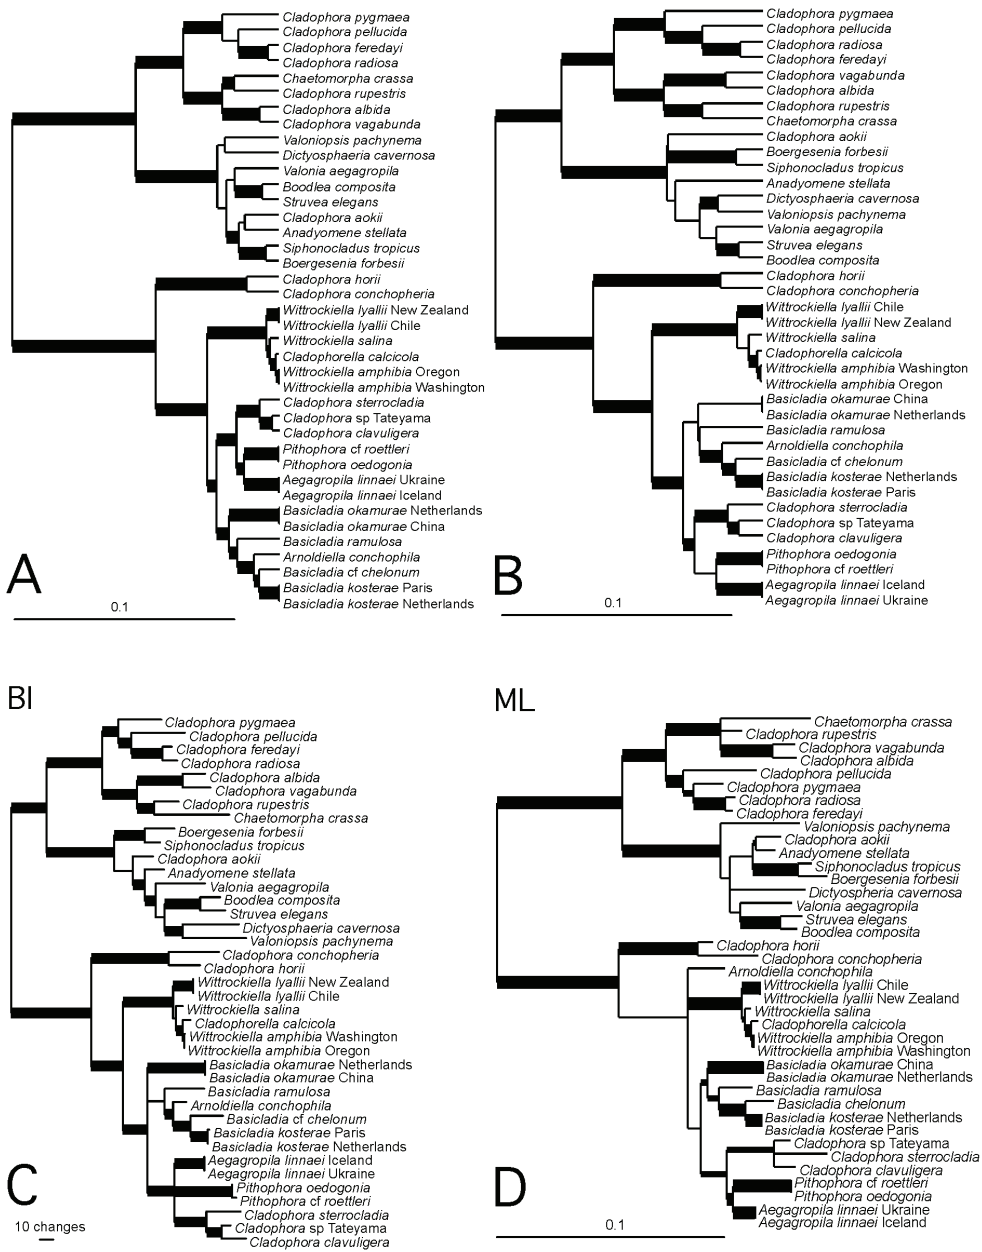 Cladophora pygmaea
Cladophora pellucida
Cladophora feredayi
Cladophora radiosa
Chaetomorpha crassa
Cladophora rupestris
Cladophora albida
Cladophora vagabunda
Valoniopsis pachynema
Dictyosphaeria cavernosa
Valonia aegagropila
Boodlea composita
Struvea elegans
Cladophora aokii
Anadyomene stellata
Siphonocladus tropicus
Boergesenia forbesii
Cladophora horii
Cladophora conchopheria
Wittrockiella lyallii New Zealand
Wittrockiella lyallii Chile
Wittrockiella salina
Cladophorella calcicola
Wittrockiella amphibia Oregon
Wittrockiella amphibia Washington
Cladophora sterrocladia
Cladophora sp Tateyama
Cladophora clavuligera
Pithophora cf roettleri
Pithophora oedogonia
Aegagropila linnaei Ukraine
Aegagropila linnaei Iceland
Basicladia okamurae Netherlands
Basicladia okamurae China
Basicladia ramulosa
Arnoldiella conchophila
Basicladia cf chelonum
Basicladia kosterae Paris
Basicladia kosterae Netherlands
A
0.1
Cladophora pygmaea
Cladophora pellucida
Cladophora radiosa
Cladophora feredayi
Cladophora vagabunda
Cladophora albida
Cladophora rupestris
Chaetomorpha crassa
Cladophora aokii
Boergesenia forbesii
Siphonocladus tropicus
Anadyomene stellata
Dictyosphaeria cavernosa
Valoniopsis pachynema
Valonia aegagropila
Struvea elegans
Boodlea composita
Cladophora horii
Cladophora conchopheria
Wittrockiella lyallii Chile
Wittrockiella lyallii New Zealand
Wittrockiella salina
Cladophorella calcicola
Wittrockiella amphibia Washington
Wittrockiella amphibia Oregon
Basicladia okamurae China
Basicladia okamurae Netherlands
Basicladia ramulosa
Arnoldiella conchophila
Basicladia cf chelonum
Basicladia kosterae Netherlands
Basicladia kosterae Paris
Cladophora sterrocladia
Cladophora sp Tateyama
Cladophora clavuligera
Pithophora oedogonia
Pithophora cf roettleri
Aegagropila linnaei Iceland
Aegagropila linnaei Ukraine
B
0.1
BI
Cladophora pygmaea
Cladophora pellucida
Cladophora feredayi
Cladophora radiosa
Cladophora albida
Cladophora vagabunda
Cladophora rupestris
Chaetomorpha crassa
Boergesenia forbesii
Siphonocladus tropicus
Cladophora aokii
Anadyomene stellata
Valonia aegagropila
Boodlea composita
Struvea elegans
Dictyosphaeria cavernosa
Valoniopsis pachynema
Cladophora conchopheria
Cladophora horii
Wittrockiella lyallii New Zealand
Wittrockiella lyallii Chile
Wittrockiella salina
Cladophorella calcicola
Wittrockiella amphibia Washington
Wittrockiella amphibia Oregon
Basicladia okamurae Netherlands
Basicladia okamurae China
Basicladia ramulosa
Arnoldiella conchophila
Basicladia cf chelonum
Basicladia kosterae Paris
Basicladia kosterae Netherlands
Aegagropila linnaei Iceland
Aegagropila linnaei Ukraine
Pithophora oedogonia
Pithophora cf roettleri
Cladophora sterrocladia
Cladophora sp Tateyama
Cladophora clavuligera
C
10 changes
ML
Chaetomorpha crassa
Cladophora rupestris
Cladophora vagabunda
Cladophora albida
Cladophora pellucida
Cladophora pygmaea
Cladophora radiosa
Cladophora feredayi
Valoniopsis pachynema
Cladophora aokii
Anadyomene stellata
Siphonocladus tropicus
Boergesenia forbesii
Dictyospheria cavernosa
Valonia aegagropila
Struvea elegans
Boodlea composita
Cladophora horii
Cladophora conchopheria
Arnoldiella conchophila
Wittrockiella lyallii Chile
Wittrockiella lyallii New Zealand
Wittrockiella salina
Cladophorella calcicola
Wittrockiella amphibia Oregon
Wittrockiella amphibia Washington
Basicladia okamurae China
Basicladia okamurae Netherlands
Basicladia ramulosa
Basicladia chelonum
Basicladia kosterae Netherlands
Basicladia kosterae Paris
Cladophora sp Tateyama
Cladophora sterrocladia
Cladophora clavuligera
Pithophora cf roettleri
Pithophora oedogonia
Aegagropila linnaei Ukraine
Aegagropila linnaei Iceland
D
0.1